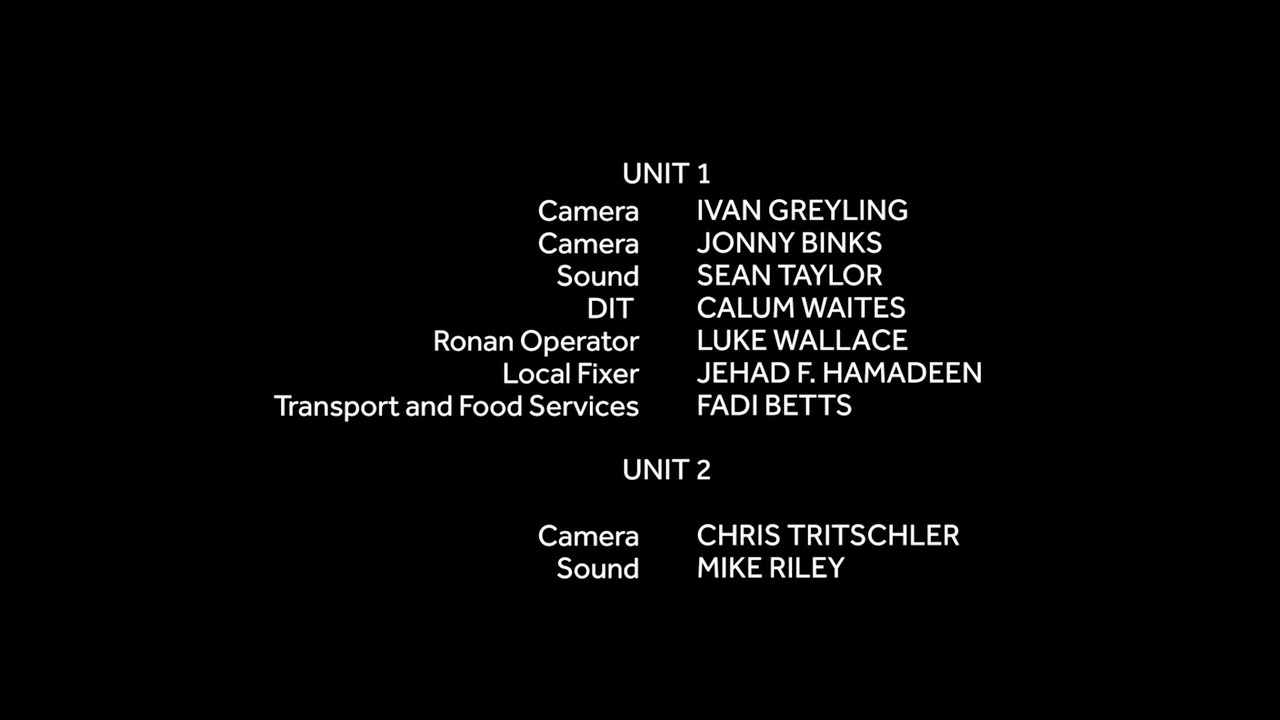 UNIT 1
Camera IVAN GREYLING
Camera JONNY BINKS
Sound SEAN TAYLOR
DIT CALUM WAITES
Ronan Operator LUKE WALLACE
Local Fixer JEHAD F. HAMADEEN
Transport and Food Services FADI BETTS
UNIT 2
Camera CHRIS TRITSCHLER
Sound MIKE RILEY